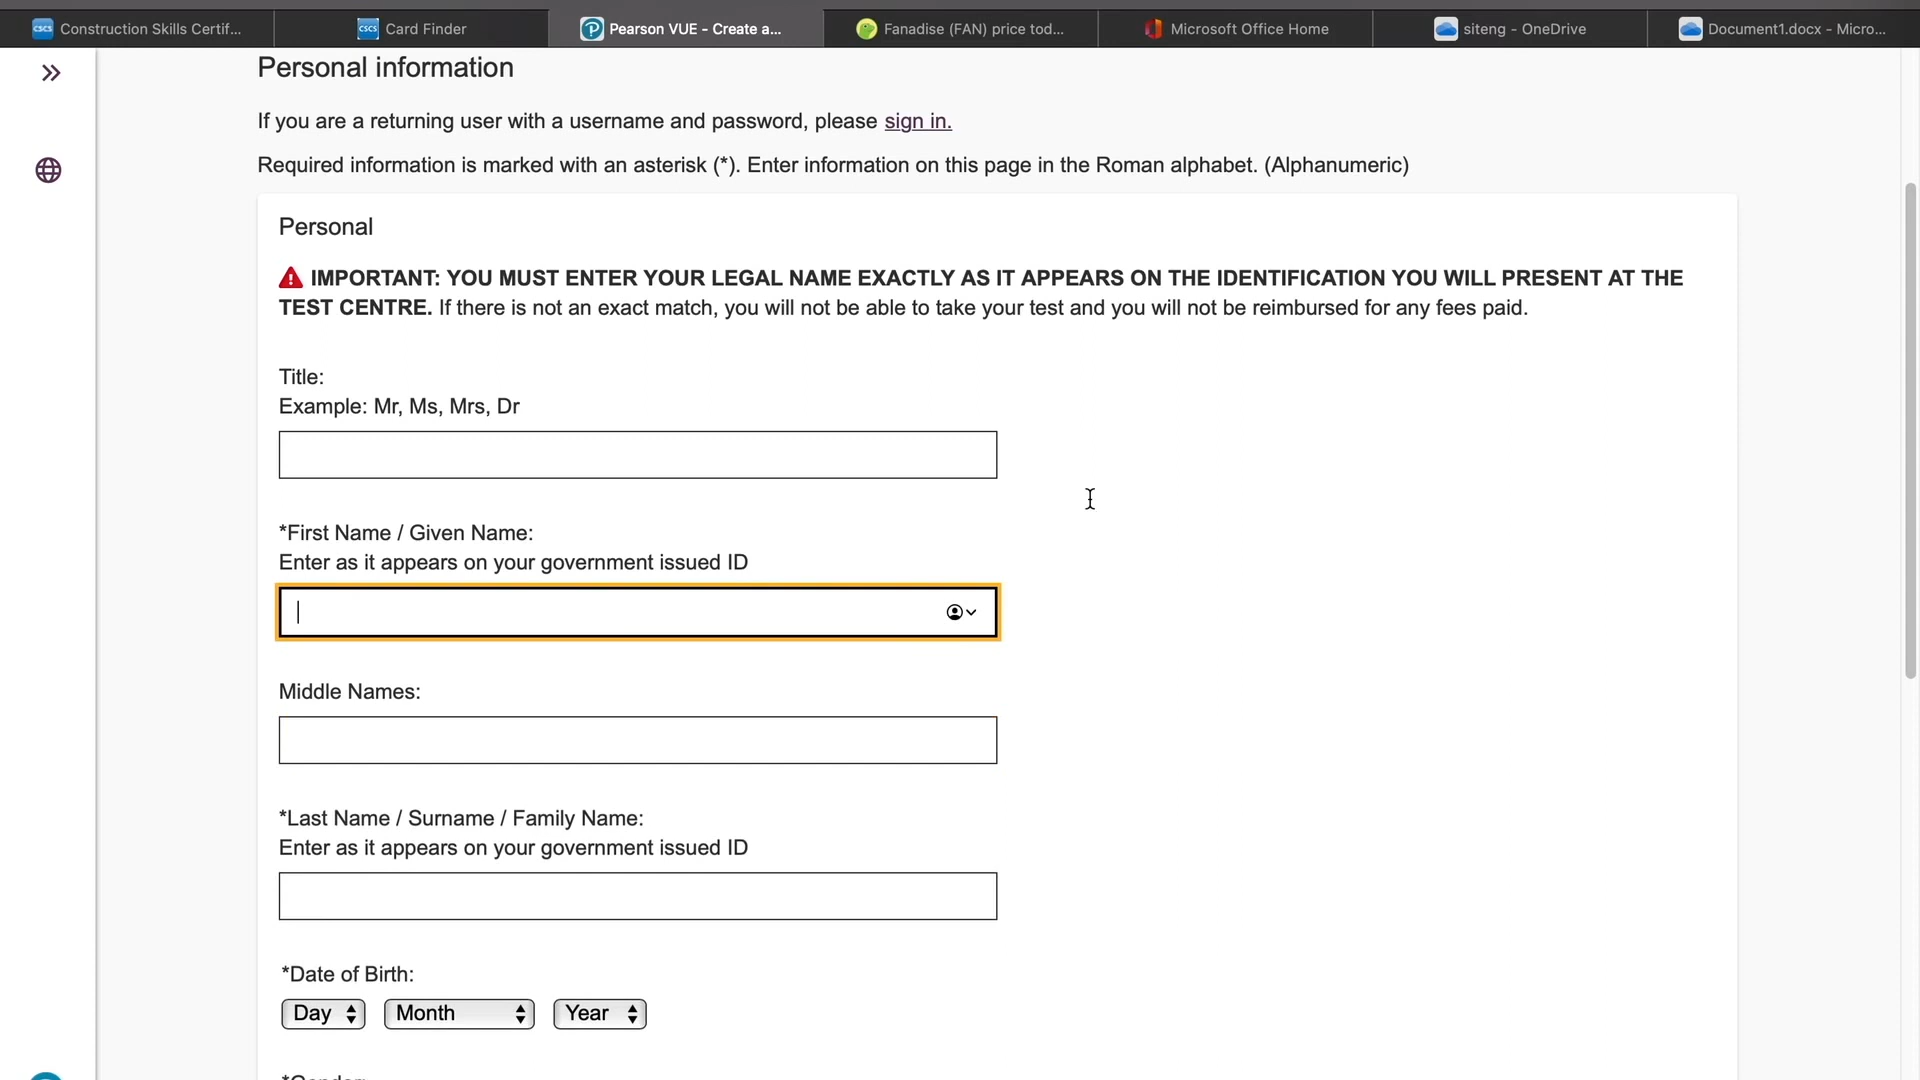 Construction Skills Certif...
Card Finder
Pearson VUE - Create a...
Fanadise (FAN) price tod...
Microsoft Office Home
siteng - OneDrive
Document1.docx - Micro...
Personal information
If you are a returning user with a username and password, please sign in.
Required information is marked with an asterisk (*). Enter information on this page in the Roman alphabet. (Alphanumeric)
Personal
IMPORTANT: YOU MUST ENTER YOUR LEGAL NAME EXACTLY AS IT APPEARS ON THE IDENTIFICATION YOU WILL PRESENT AT THE
TEST CENTRE. If there is not an exact match, you will not be able to take your test and you will not be reimbursed for any fees paid.
Title:
Example: Mr, Ms, Mrs, Dr
*First Name / Given Name:
Enter as it appears on your government issued ID
Middle Names:
*Last Name / Surname / Family Name:
Enter as it appears on your government issued ID
*Date of Birth:
Day Month Year